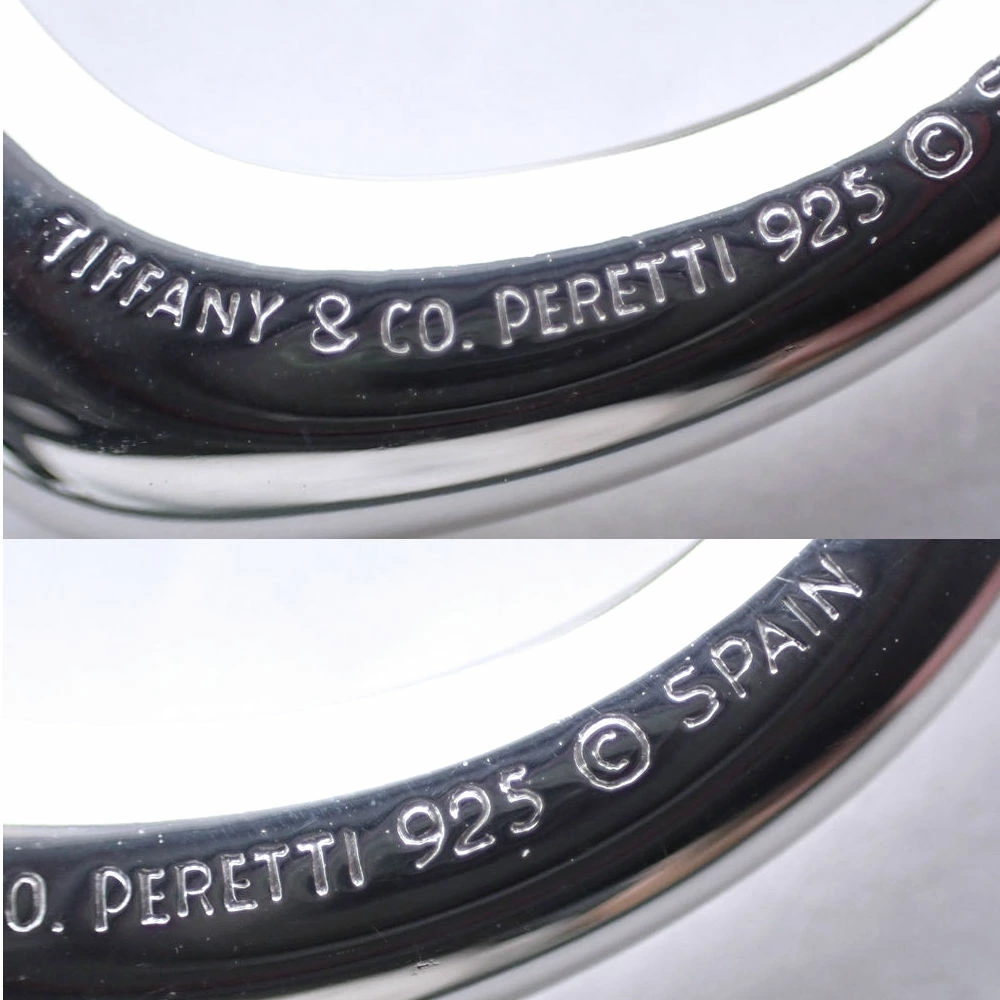 TIFFANY & CO. PERETTI 925 ©
O. PERETTI 925 © SPAIN